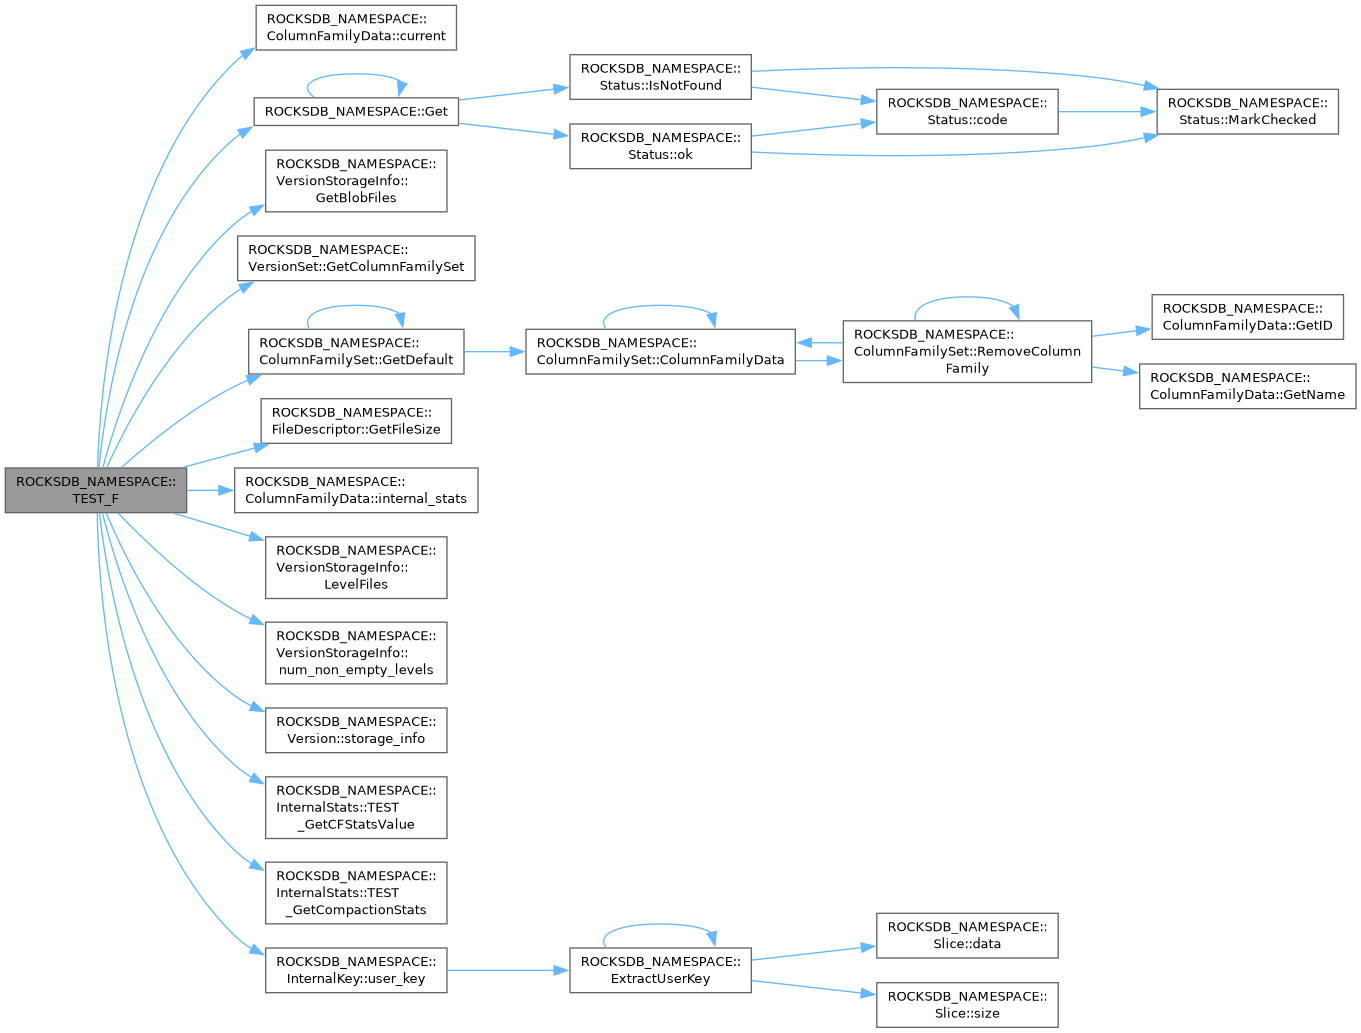 ROCKSDB_NAMESPACE::
TEST_F
ROCKSDB_NAMESPACE::
ColumnFamilyData::current
ROCKSDB_NAMESPACE::Get
ROCKSDB_NAMESPACE::
Status::IsNotFound
ROCKSDB_NAMESPACE::
Status::ok
ROCKSDB_NAMESPACE::
Status::code
ROCKSDB_NAMESPACE::
Status::MarkChecked
ROCKSDB_NAMESPACE::
VersionStorageInfo::
GetBlobFiles
ROCKSDB_NAMESPACE::
VersionSet::GetColumnFamilySet
ROCKSDB_NAMESPACE::
ColumnFamilySet::GetDefault
ROCKSDB_NAMESPACE::
ColumnFamilySet::ColumnFamilyData
ROCKSDB_NAMESPACE::
ColumnFamilySet::RemoveColumn
Family
ROCKSDB_NAMESPACE::
ColumnFamilyData::GetID
ROCKSDB_NAMESPACE::
ColumnFamilyData::GetName
ROCKSDB_NAMESPACE::
FileDescriptor::GetFileSize
ROCKSDB_NAMESPACE::
ColumnFamilyData::internal_stats
ROCKSDB_NAMESPACE::
VersionStorageInfo::
LevelFiles
ROCKSDB_NAMESPACE::
VersionStorageInfo::
num_non_empty_levels
ROCKSDB_NAMESPACE::
Version::storage_info
ROCKSDB_NAMESPACE::
InternalStats::TEST
_GetCFStatsValue
ROCKSDB_NAMESPACE::
InternalStats::TEST
_GetCompactionStats
ROCKSDB_NAMESPACE::
InternalKey::user_key
ROCKSDB_NAMESPACE::
ExtractUserKey
ROCKSDB_NAMESPACE::
Slice::data
ROCKSDB_NAMESPACE::
Slice::size